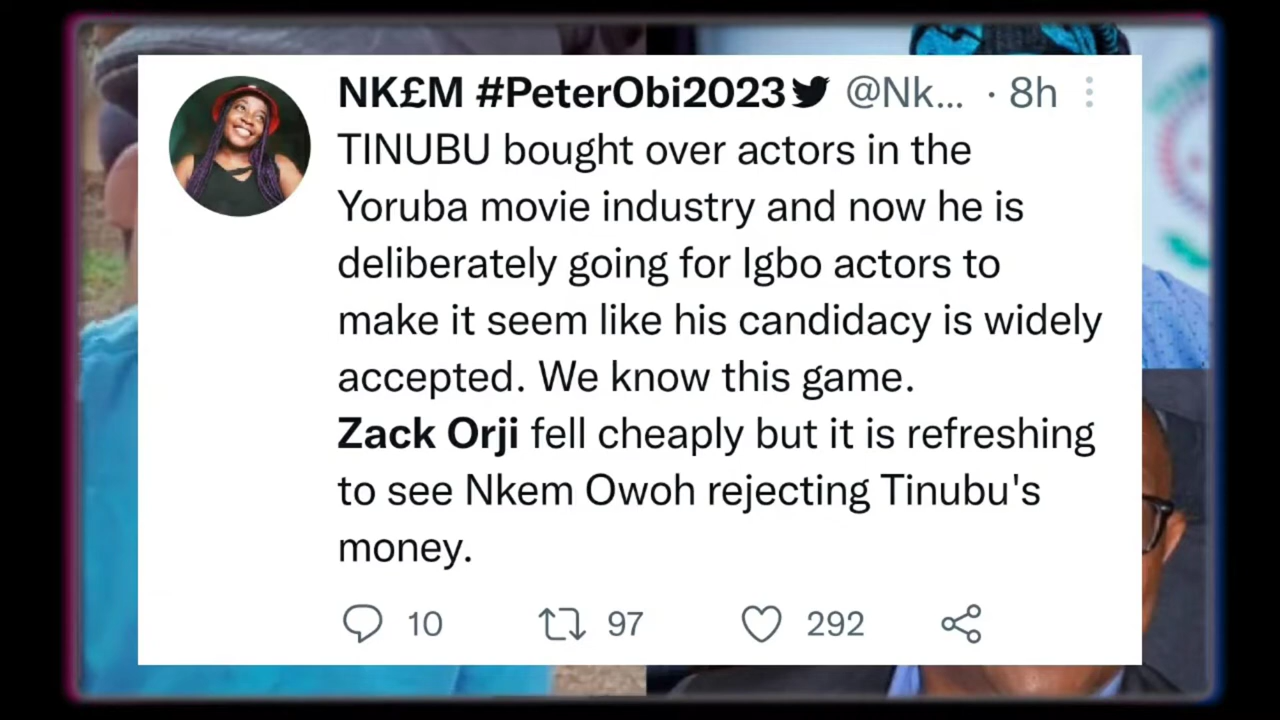 NK£M #PeterObi2023 @Nk... · 8h
TINUBU bought over actors in the
Yoruba movie industry and now he is
deliberately going for Igbo actors to
make it seem like his candidacy is widely
accepted. We know this game.
Zack Orji fell cheaply but it is refreshing
to see Nkem Owoh rejecting Tinubu's
money.
10 97 292